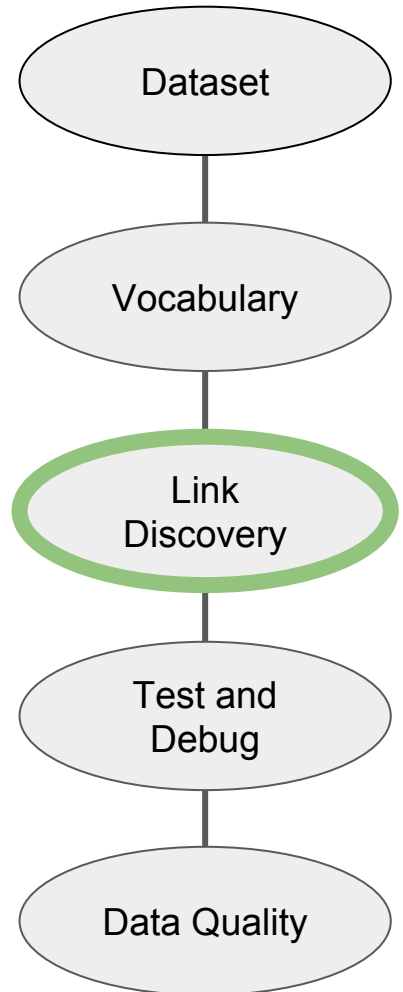 Dataset
Vocabulary
Link
Discovery
Test and
Debug
Data Quality